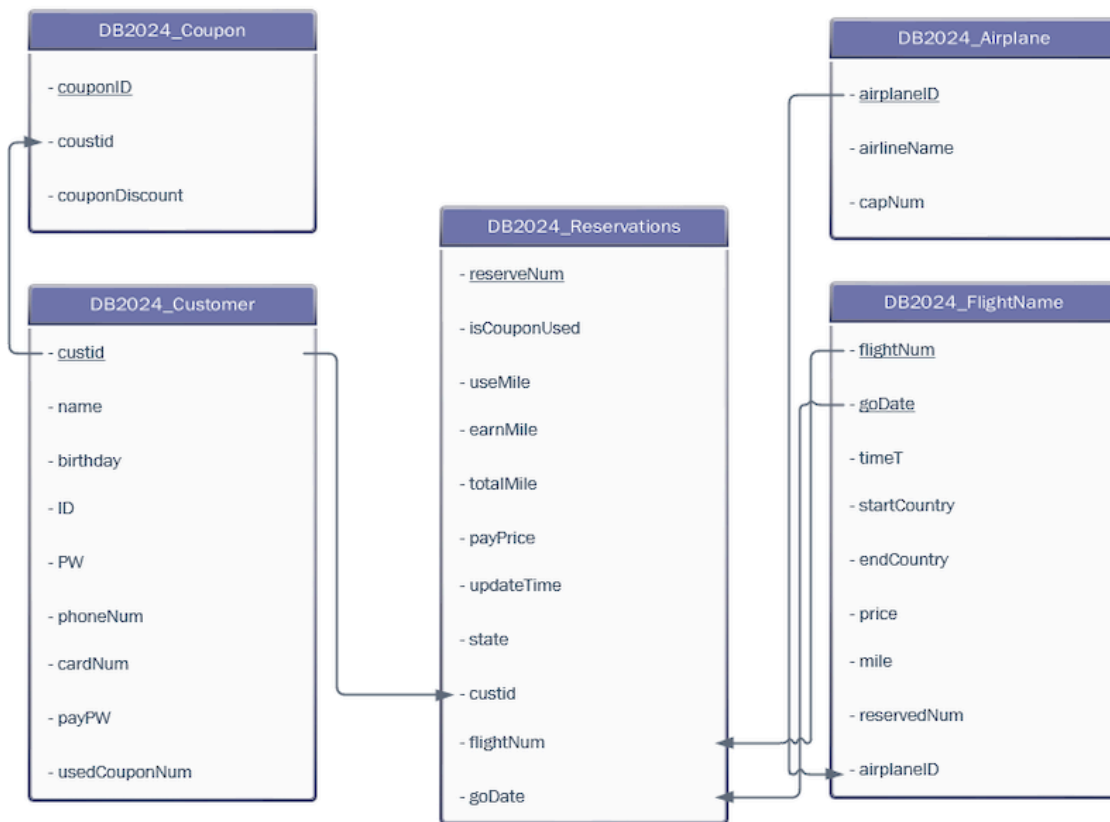 DB2024_Coupon
- couponID
- coustid
- couponDiscount
DB2024_Customer
- custid
- name
- birthday
- ID
- PW
- phoneNum
- cardNum
- payPW
- usedCouponNum
DB2024_Reservations
- reserveNum
- isCouponUsed
- useMile
- earnMile
- totalMile
- payPrice
- updateTime
- state
- custid
- flightNum
- goDate
DB2024_Airplane
- airplaneID
- airlineName
- capNum
DB2024_FlightName
- flightNum
- goDate
- timeT
- startCountry
- endCountry
- price
- mile
- reservedNum
- airplaneID